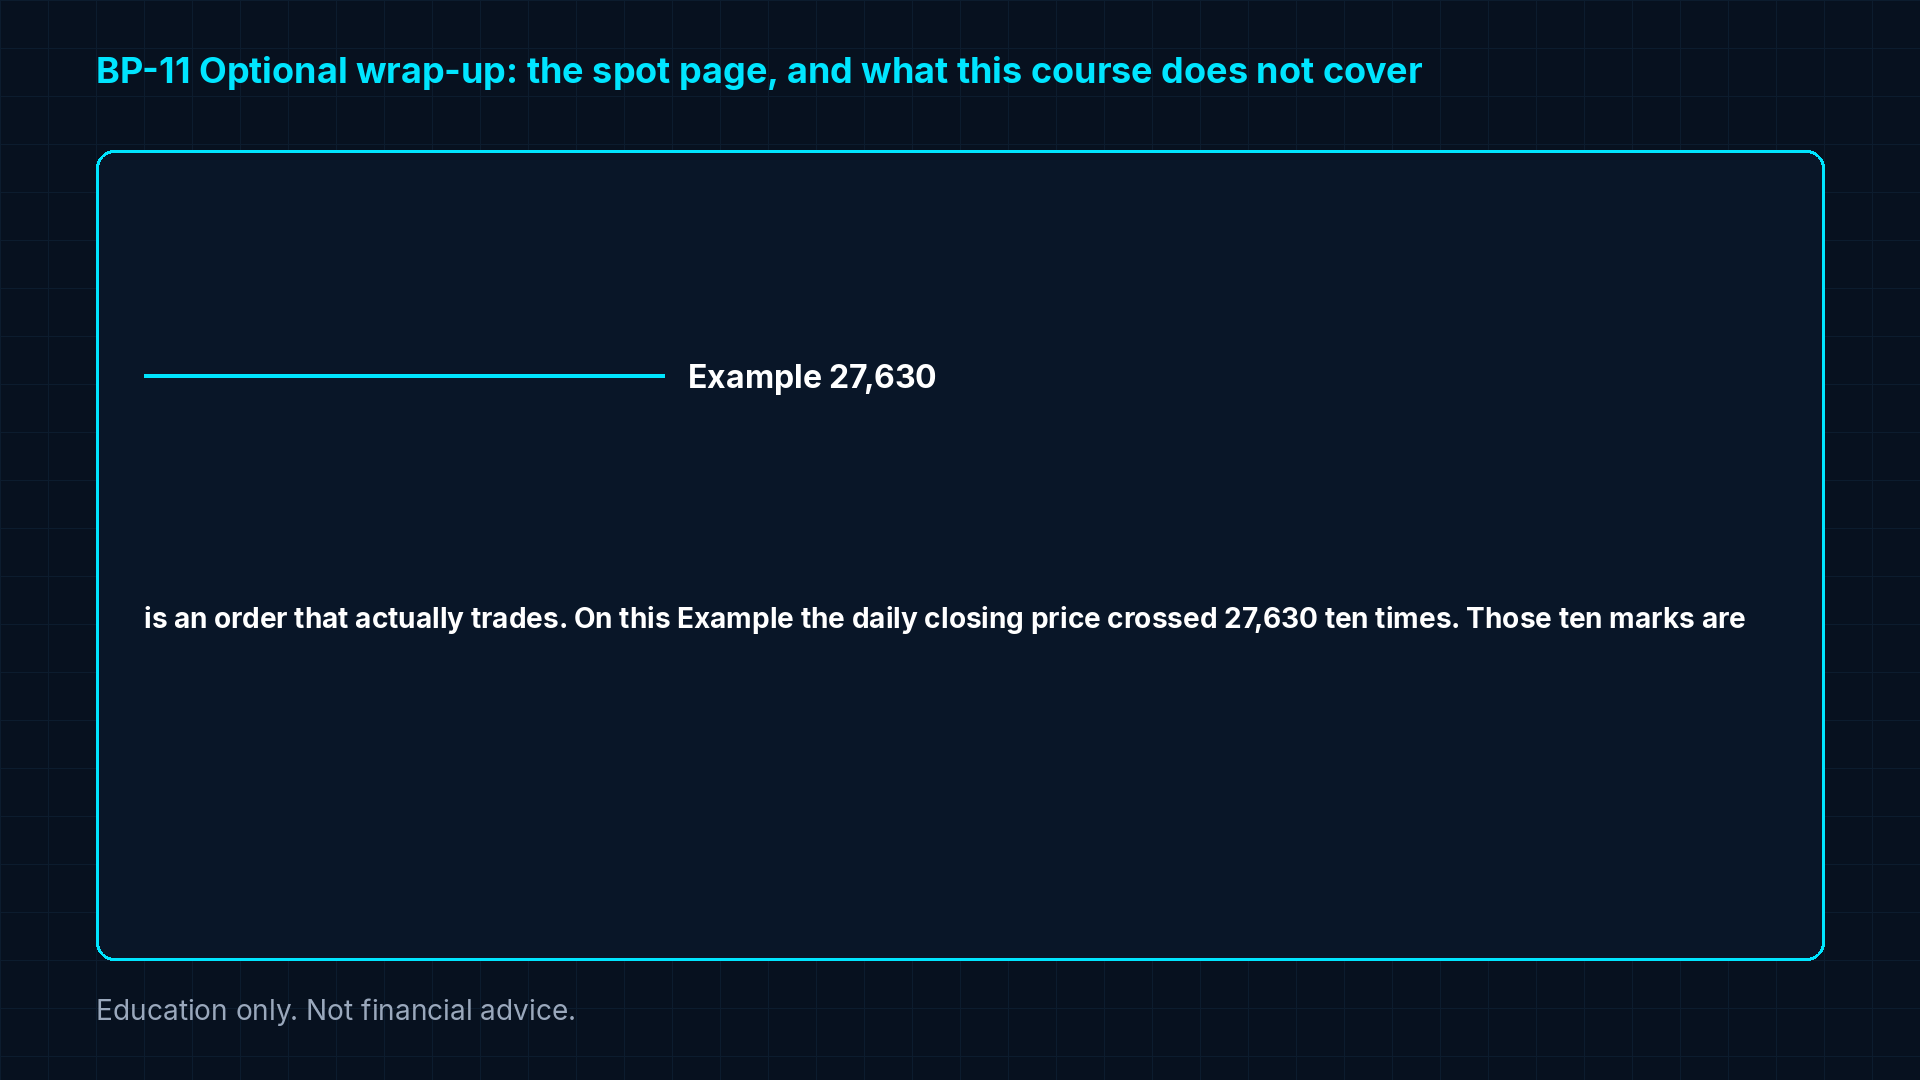 BP-11 Optional wrap-up: the spot page, and what this course does not cover
Example 27,630
is an order that actually trades. On this Example the daily closing price crossed 27,630 ten times. Those ten marks are
Education only. Not financial advice.